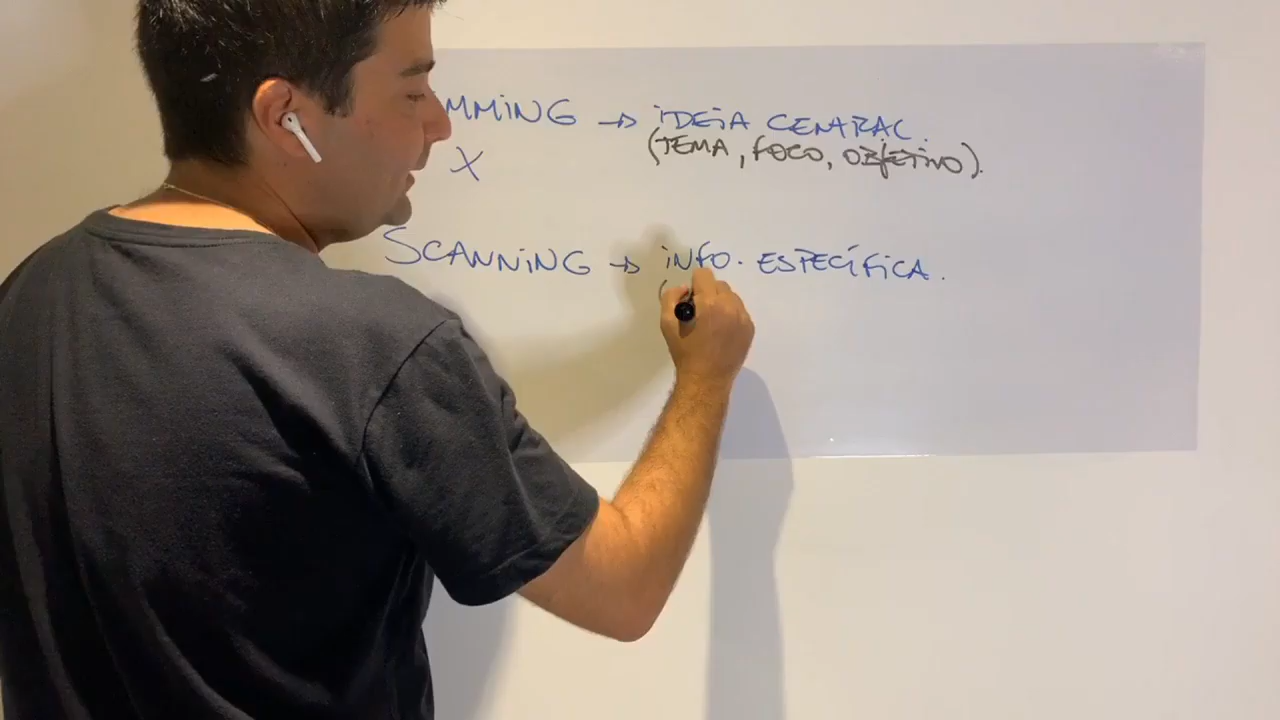 MMING → IDEIA CENTRAL.
(TEMA, FOCO, OBJETIVO).
X
SCANNING → INFO. ESPECÍFICA.
(